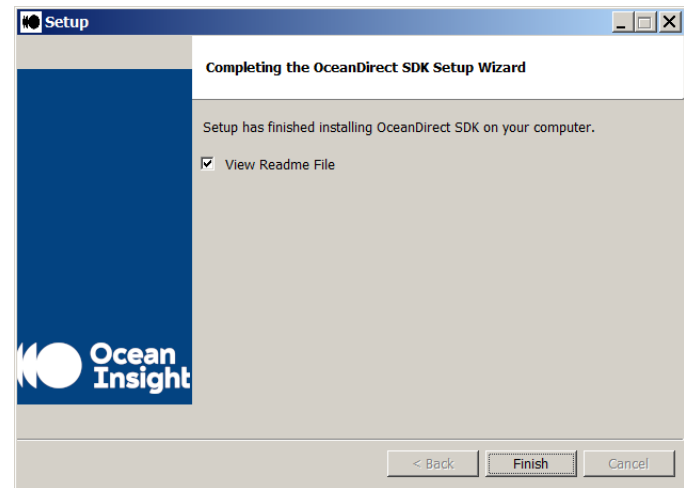 Setup
Completing the OceanDirect SDK Setup Wizard
Setup has finished installing OceanDirect SDK on your computer.
View Readme File
Ocean
Insight
< Back
Finish
Cancel